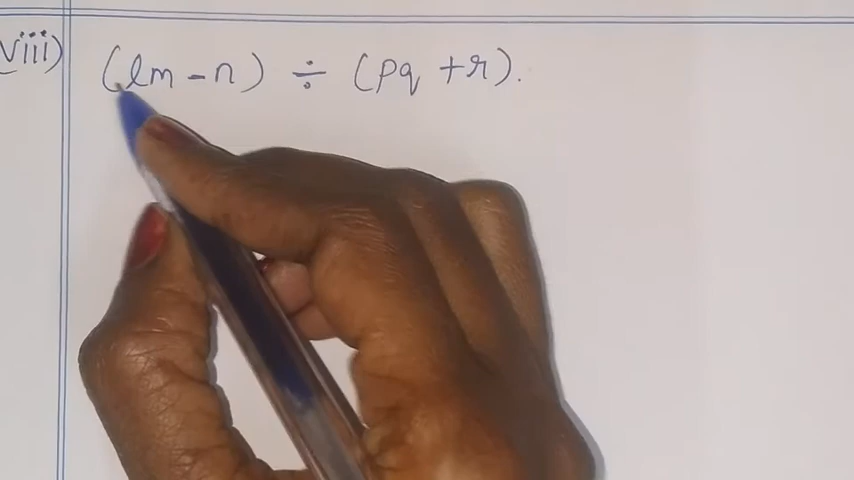 viii) (lm - n) ÷ (pq + r).